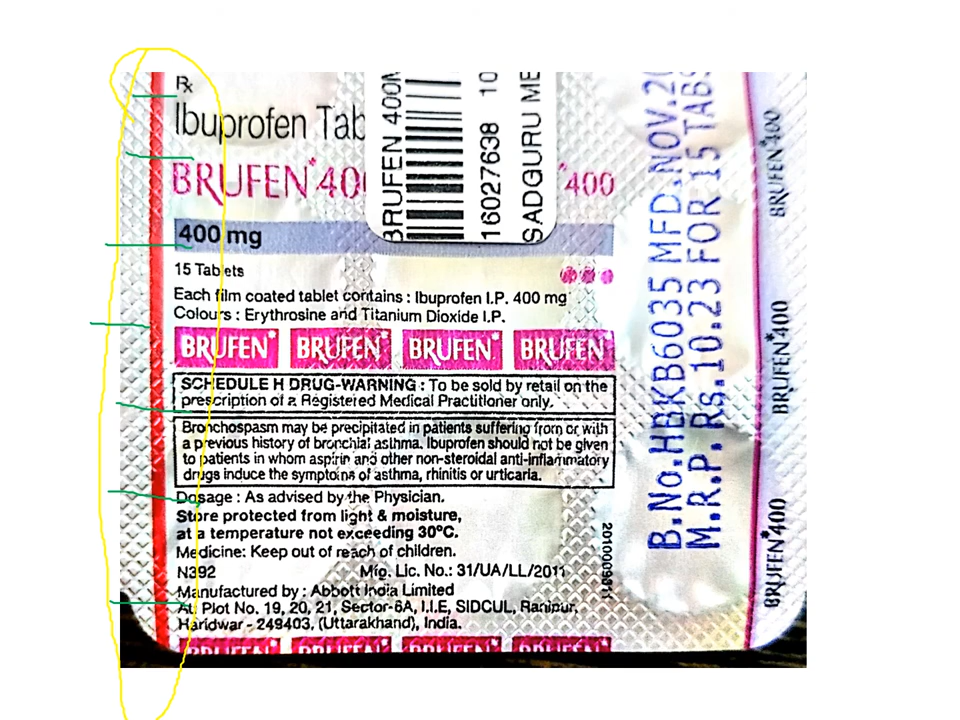 Rx
Ibuprofen Tab
BRUFEN*400 *400
400 mg
15 Tablets
Each film coated tablet contains : Ibuprofen I.P. 400 mg
Colours : Erythrosine and Titanium Dioxide I.P.
BRUFEN* BRUFEN* BRUFEN* BRUFEN*
SCHEDULE H DRUG-WARNING : To be sold by retail on the
prescription of a Registered Medical Practitioner only.
Bronchospasm may be precipitated in patients suffering from or with
a previous history of bronchial asthma. Ibuprofen should not be given
to patients in whom aspirin and other non-steroidal anti-inflammatory
drugs induce the symptoms of asthma, rhinitis or urticaria.
Dosage : As advised by the Physician.
Store protected from light & moisture,
at a temperature not exceeding 30°C.
Medicine: Keep out of reach of children.
N392 Mfg. Lic. No.: 31/UA/LL/2011
Manufactured by : Abbott India Limited
At: Plot No. 19, 20, 21, Sector-6A, I.I.E, SIDCUL, Ranipur,
Haridwar - 249403, (Uttarakhand), India.
BRUFEN* BRUFEN* BRUFEN* BRUFEN*
BRUFEN 400M
16027638 10
SADGURU ME
B.No.HBKB6035 MFD.NOV.20
M.R.P. Rs.10.23 FOR 15 TABS
BRUFEN*400
BRUFEN*400
BRUFEN*400